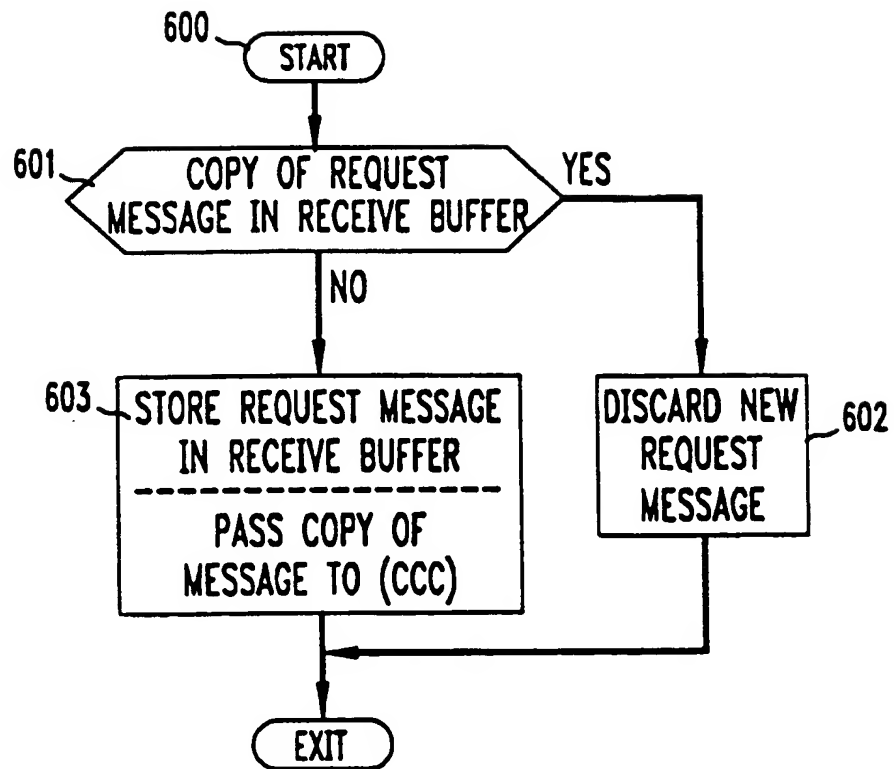 600
START
601
COPY OF REQUEST
MESSAGE IN RECEIVE BUFFER
YES
NO
603
STORE REQUEST MESSAGE
IN RECEIVE BUFFER
PASS COPY OF
MESSAGE TO (CCC)
DISCARD NEW
REQUEST
MESSAGE
602
EXIT